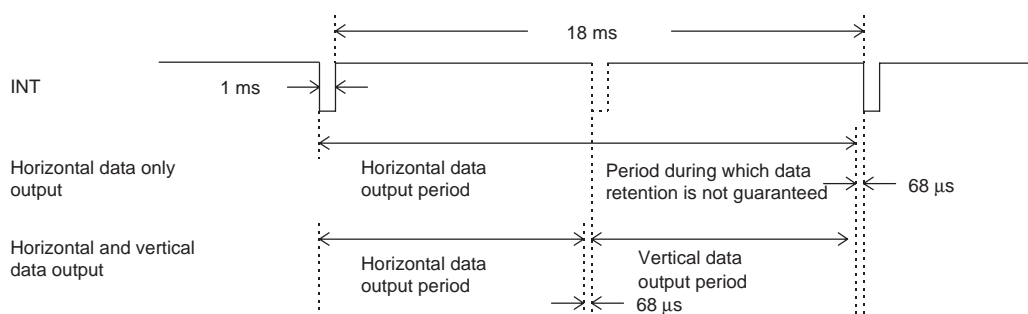 18 ms
INT
1 ms
Horizontal data only
output
Horizontal data
output period
Period during which data
retention is not guaranteed
68 μs
Horizontal and vertical
data output
Horizontal data
output period
Vertical data
output period
68 μs